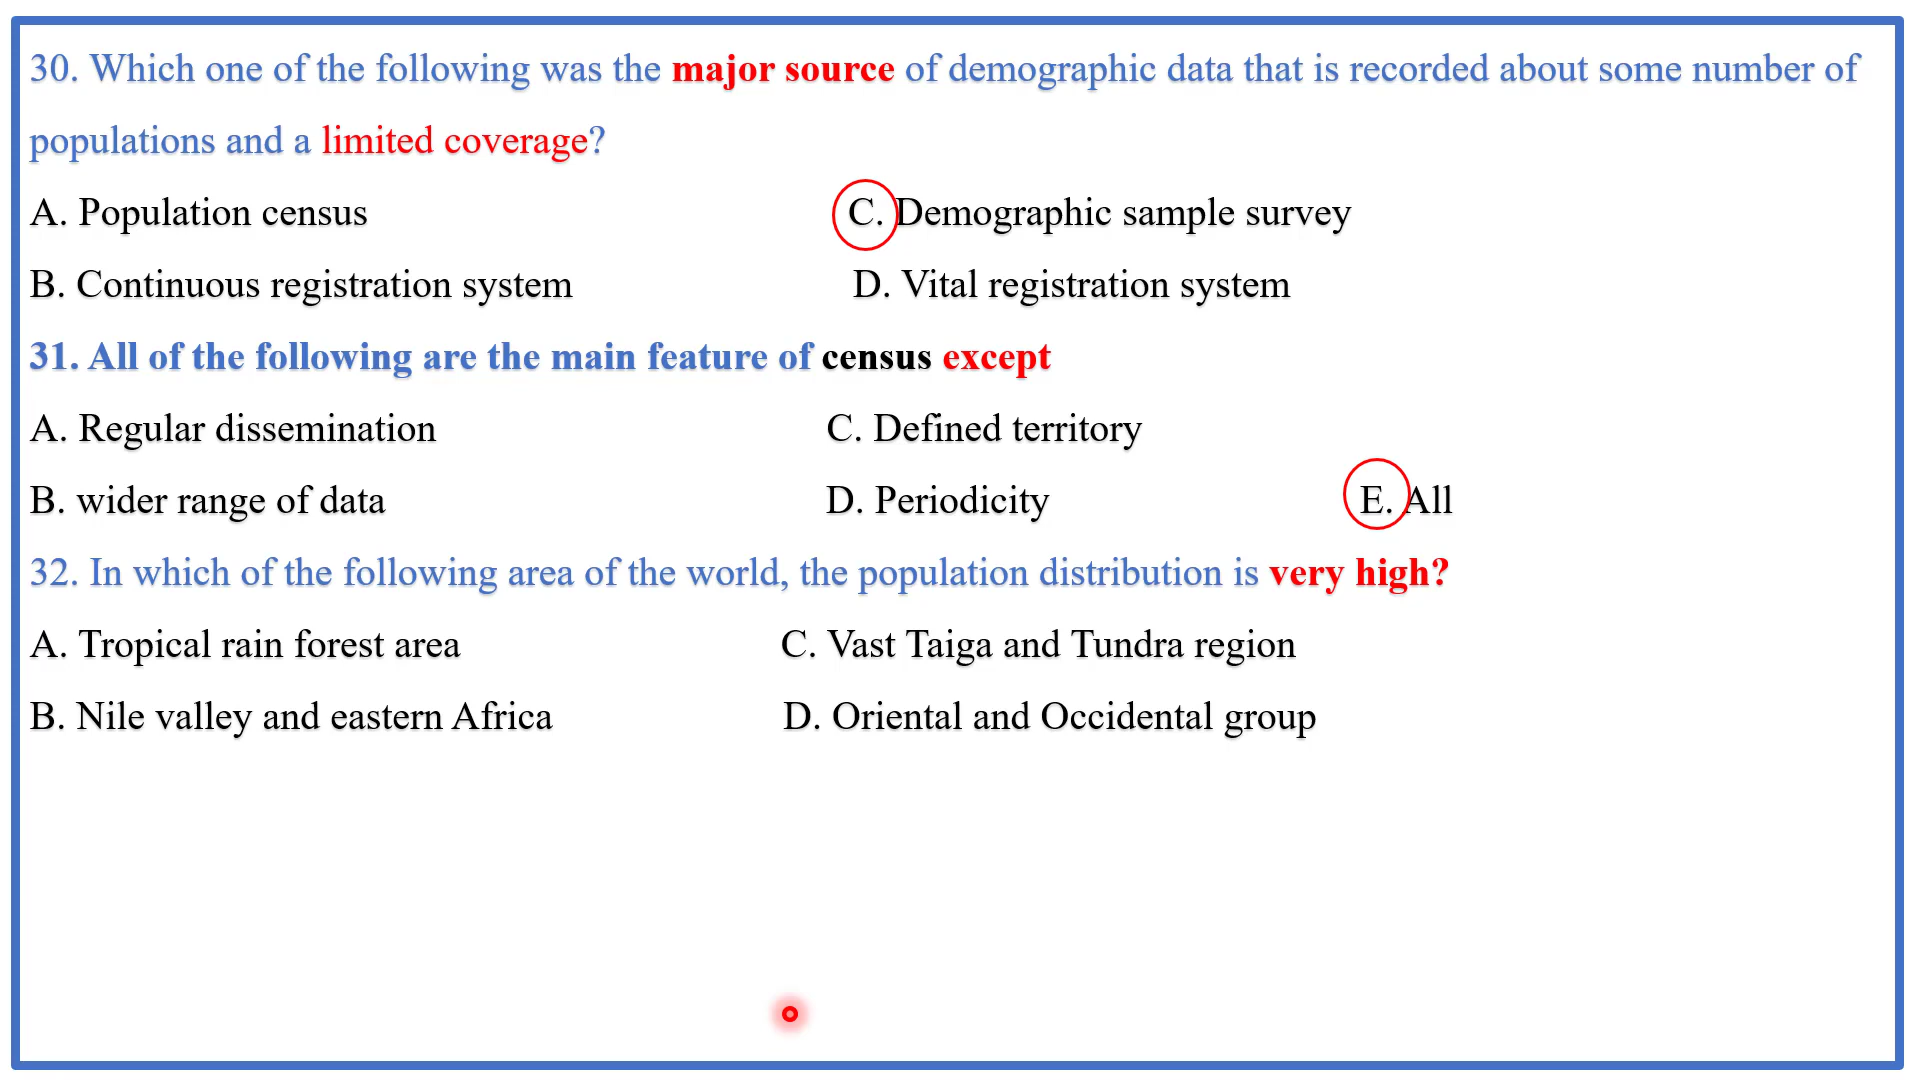 30. Which one of the following was the major source of demographic data that is recorded about some number of
populations and a limited coverage?
A. Population census C. Demographic sample survey
B. Continuous registration system D. Vital registration system
31. All of the following are the main feature of census except
A. Regular dissemination C. Defined territory
B. wider range of data D. Periodicity E. All
32. In which of the following area of the world, the population distribution is very high?
A. Tropical rain forest area C. Vast Taiga and Tundra region
B. Nile valley and eastern Africa D. Oriental and Occidental group